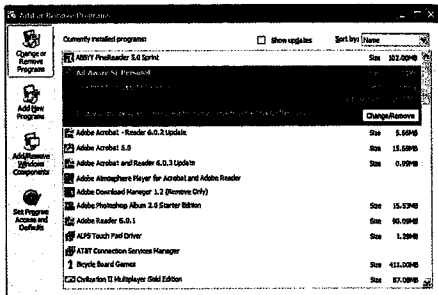 Add or Remove Programs
Change or Remove Programs
Currently installed programs:
Show updates
Sort by: Name
ABBYY FineReader 5.0 Sprint Size 102.00MB
Ad-Aware SE Personal
Change/Remove
Add New Programs
Adobe Acrobat - Reader 6.0.2 Update Size 5.66MB
Adobe Acrobat 5.0 Size 15.69MB
Add/Remove Windows Components
Adobe Acrobat and Reader 6.0.3 Update Size 0.99MB
Adobe Atmosphere Player for Acrobat and Adobe Reader
Adobe Download Manager 1.2 (Remove Only)
Set Program Access and Defaults
Adobe Photoshop Album 2.0 Starter Edition Size 15.53MB
Adobe Reader 6.0.1 Size
ALPS Touch Pad Driver Size 1.29MB
AT&T Connection Services Manager
Bicycle Board Games Size 411.00MB
Civilization II Multiplayer Gold Edition Size 87.08MB